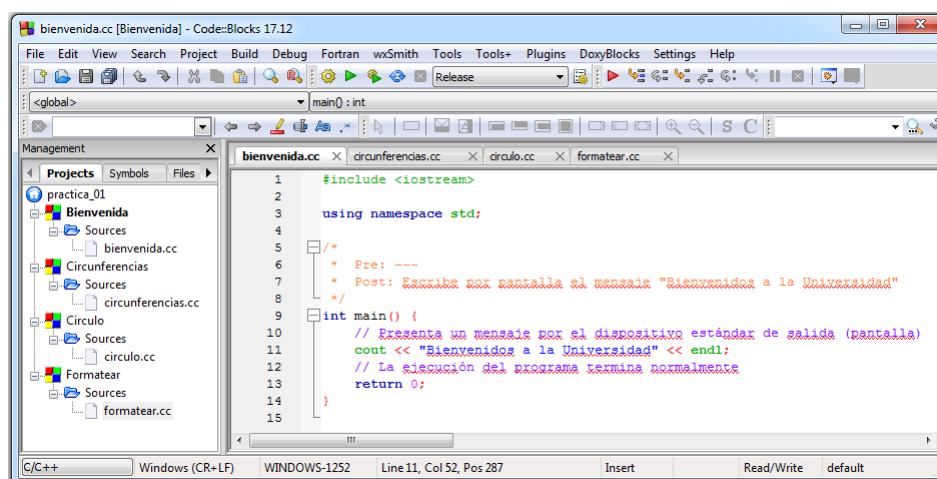 bienvenida.cc [Bienvenida] - Code::Blocks 17.12
File Edit View Search Project Build Debug Fortran wxSmith Tools Tools+ Plugins DoxyBlocks Settings Help
Release
<global>
main() : int
Aa .*
S C
Management
Projects Symbols Files
practica_01
Bienvenida
Sources
bienvenida.cc
Circunferencias
Sources
circunferencias.cc
Circulo
Sources
circulo.cc
Formatear
Sources
formatear.cc
bienvenida.cc circunferencias.cc circulo.cc formatear.cc
1 #include <iostream>
2
3 using namespace std;
4
5 /*
6 * Pre: ---
7 * Post: Escribe por pantalla el mensaje "Bienvenidos a la Universidad"
8 */
9 int main() {
10 // Presenta un mensaje por el dispositivo estándar de salida (pantalla)
11 cout << "Bienvenidos a la Universidad" << endl;
12 // La ejecución del programa termina normalmente
13 return 0;
14 }
15
C/C++ Windows (CR+LF) WINDOWS-1252 Line 11, Col 52, Pos 287 Insert Read/Write default